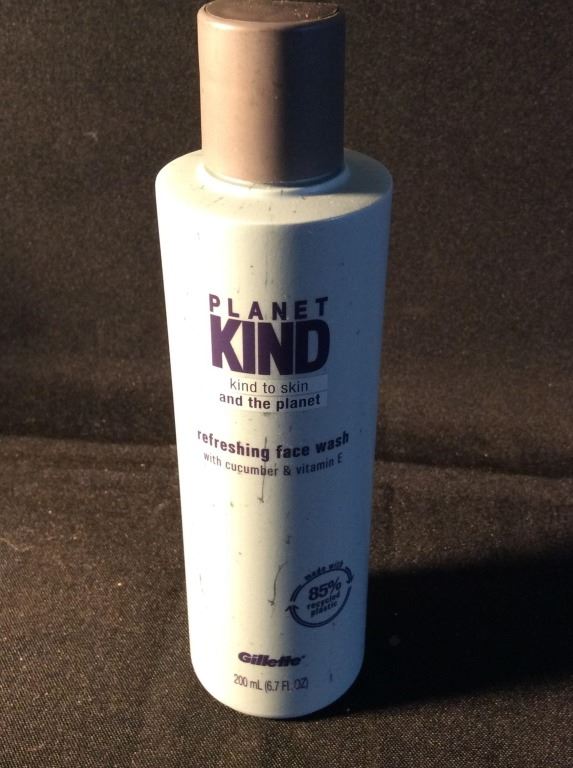 PLANET
KIND
kind to skin
and the planet
refreshing face wash
with cucumber & vitamin E
made with
85%
recycled
plastic
Gillette
200 mL (6.7 FL OZ)